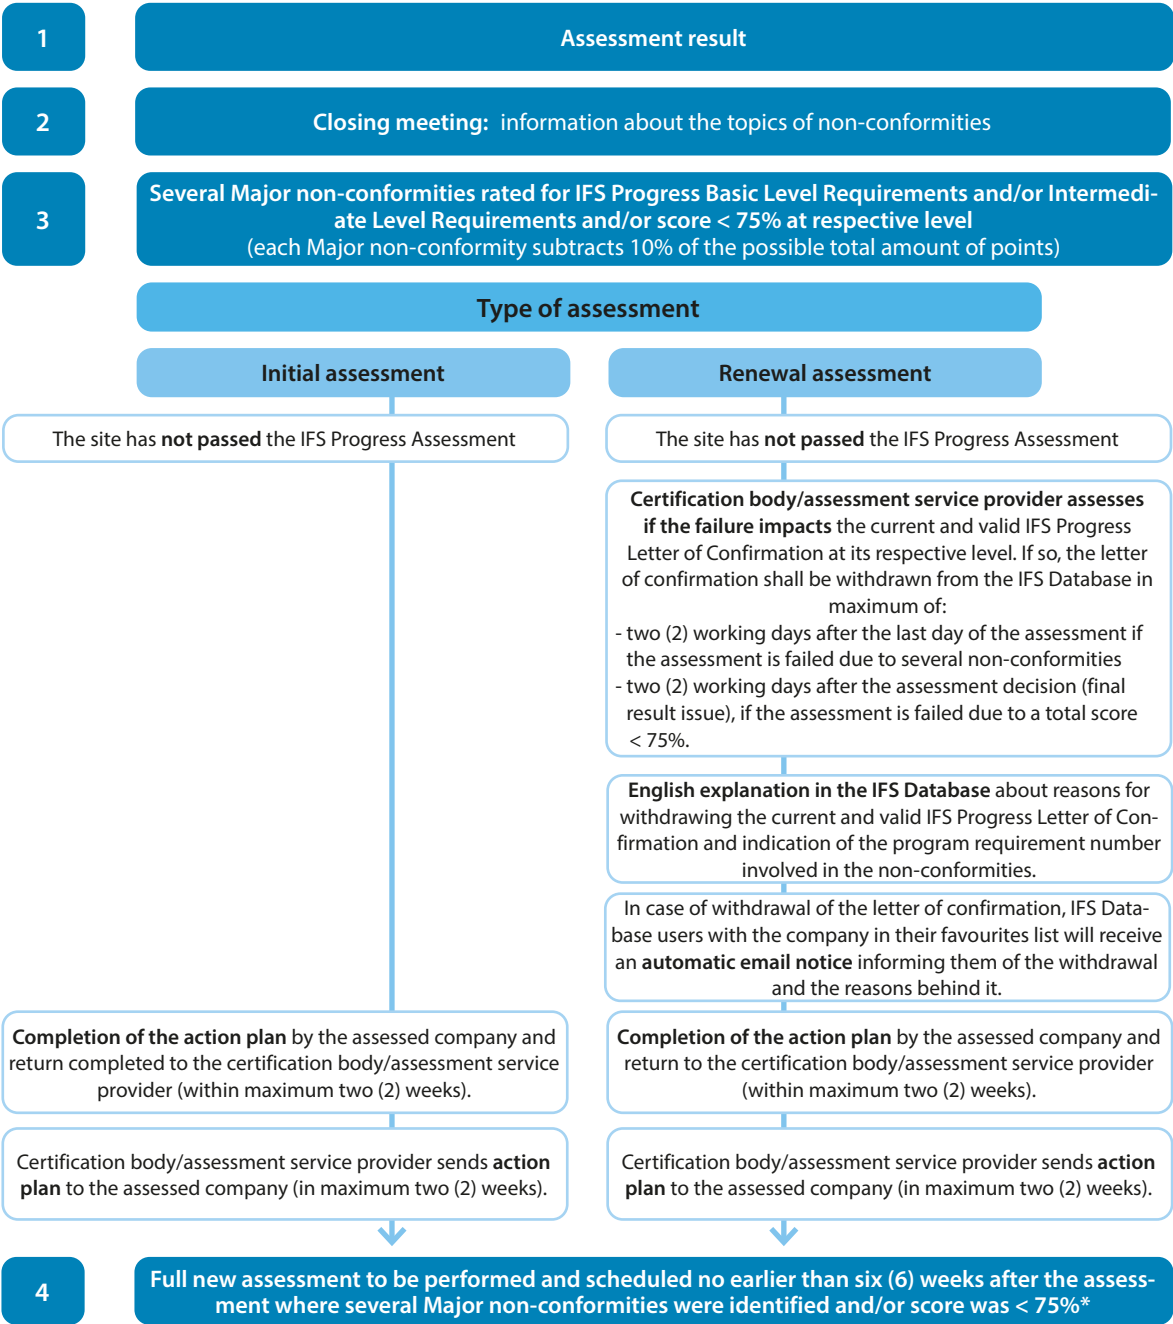 1
Assessment result
2
Closing meeting: information about the topics of non-conformities
3
Several Major non-conformities rated for IFS Progress Basic Level Requirements and/or Intermedi-
ate Level Requirements and/or score < 75% at respective level
(each Major non-conformity subtracts 10% of the possible total amount of points)
Type of assessment
Initial assessment
The site has not passed the IFS Progress Assessment
Completion of the action plan by the assessed company and
return completed to the certification body/assessment service
provider (within maximum two (2) weeks).
Certification body/assessment service provider sends action
plan to the assessed company (in maximum two (2) weeks).
Renewal assessment
The site has not passed the IFS Progress Assessment
Certification body/assessment service provider assesses
if the failure impacts the current and valid IFS Progress
Letter of Confirmation at its respective level. If so, the letter
of confirmation shall be withdrawn from the IFS Database in
maximum of:
- two (2) working days after the last day of the assessment if
the assessment is failed due to several non-conformities
- two (2) working days after the assessment decision (final
result issue), if the assessment is failed due to a total score
< 75%.
English explanation in the IFS Database about reasons for
withdrawing the current and valid IFS Progress Letter of Con-
firmation and indication of the program requirement number
involved in the non-conformities.
In case of withdrawal of the letter of confirmation, IFS Data-
base users with the company in their favourites list will receive
an automatic email notice informing them of the withdrawal
and the reasons behind it.
Completion of the action plan by the assessed company and
return to the certification body/assessment service provider
(within maximum two (2) weeks).
Certification body/assessment service provider sends action
plan to the assessed company (in maximum two (2) weeks).
4
Full new assessment to be performed and scheduled no earlier than six (6) weeks after the assess-
ment where several Major non-conformities were identified and/or score was < 75%*